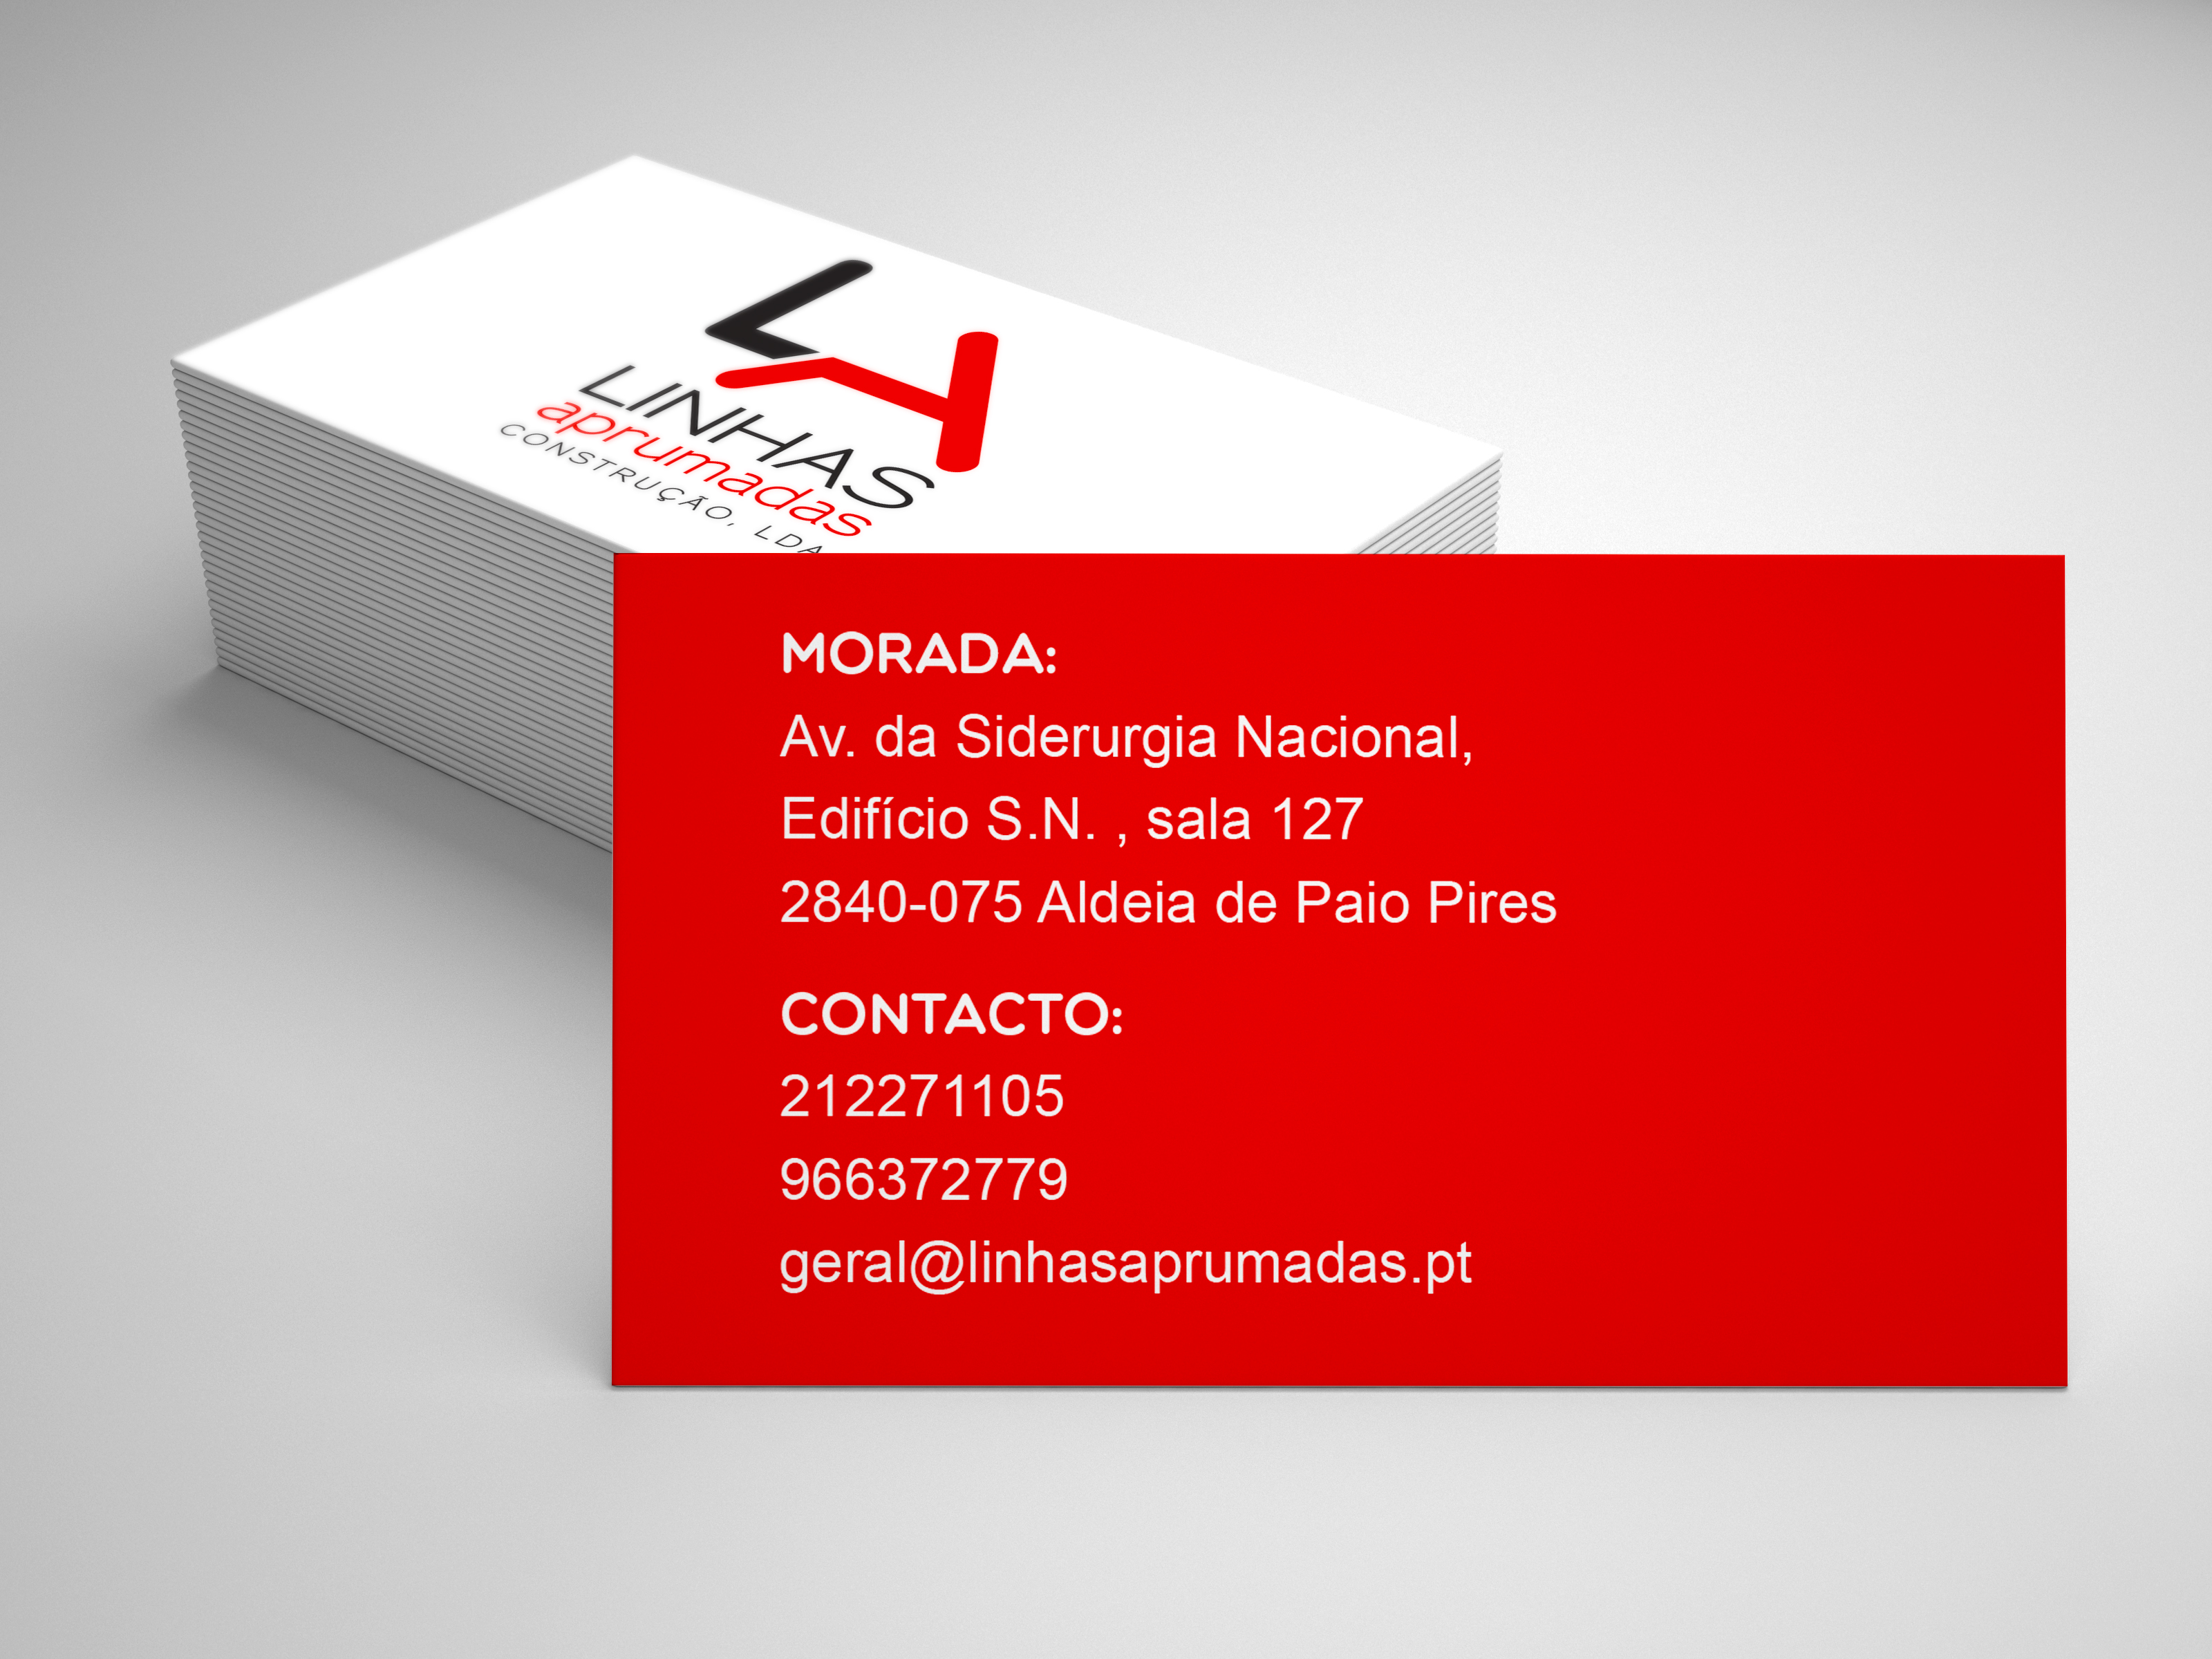 LINHAS
aprumadas
CONSTRUÇÃO, LDA
MORADA:
Av. da Siderurgia Nacional,
Edifício S.N. , sala 127
2840-075 Aldeia de Paio Pires
CONTACTO:
212271105
966372779
geral@linhasaprumadas.pt